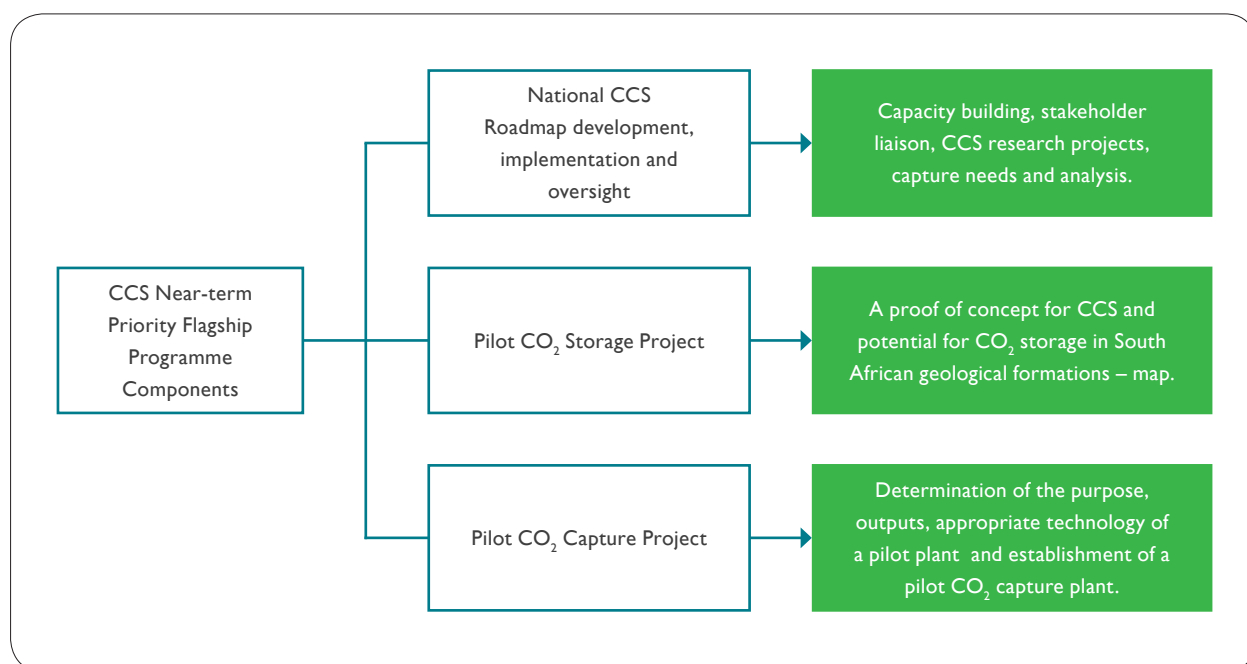 CCS Near-term
Priority Flagship
Programme
Components
National CCS
Roadmap development,
implementation and
oversight
Capacity building, stakeholder
liaison, CCS research projects,
capture needs and analysis.
Pilot CO₂ Storage Project
A proof of concept for CCS and
potential for CO₂ storage in South
African geological formations – map.
Pilot CO₂ Capture Project
Determination of the purpose,
outputs, appropriate technology of
a pilot plant and establishment of a
pilot CO₂ capture plant.